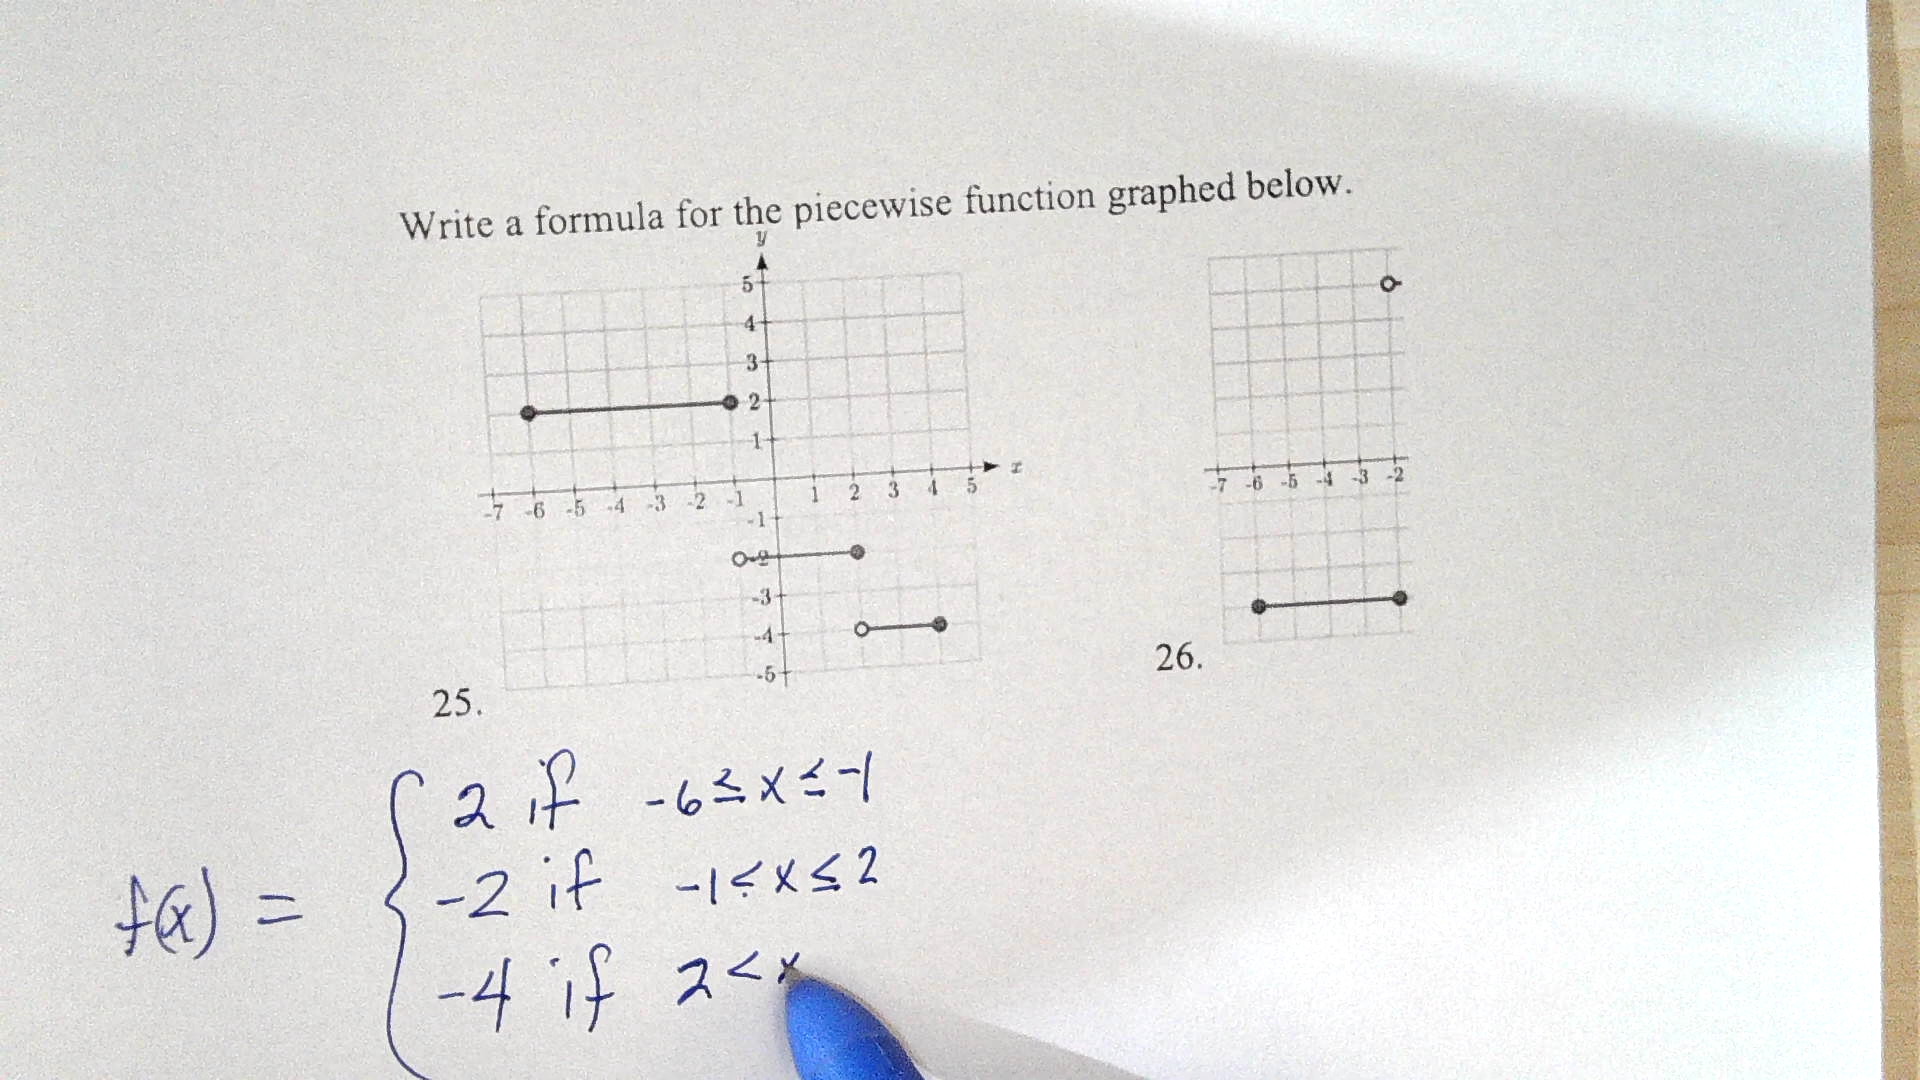 Write a formula for the piecewise function graphed below.
y
5
4
3
2
1
x
-7 -6 -5 -4 -3 -2 -1 1 2 3 4 5
-1
-2
-3
-4
-5
25.
-7 -6 -5 -4 -3 -2
26.
f(x) =
2 if -6 ≤ x ≤ -1
-2 if -1 < x ≤ 2
-4 if 2 < x